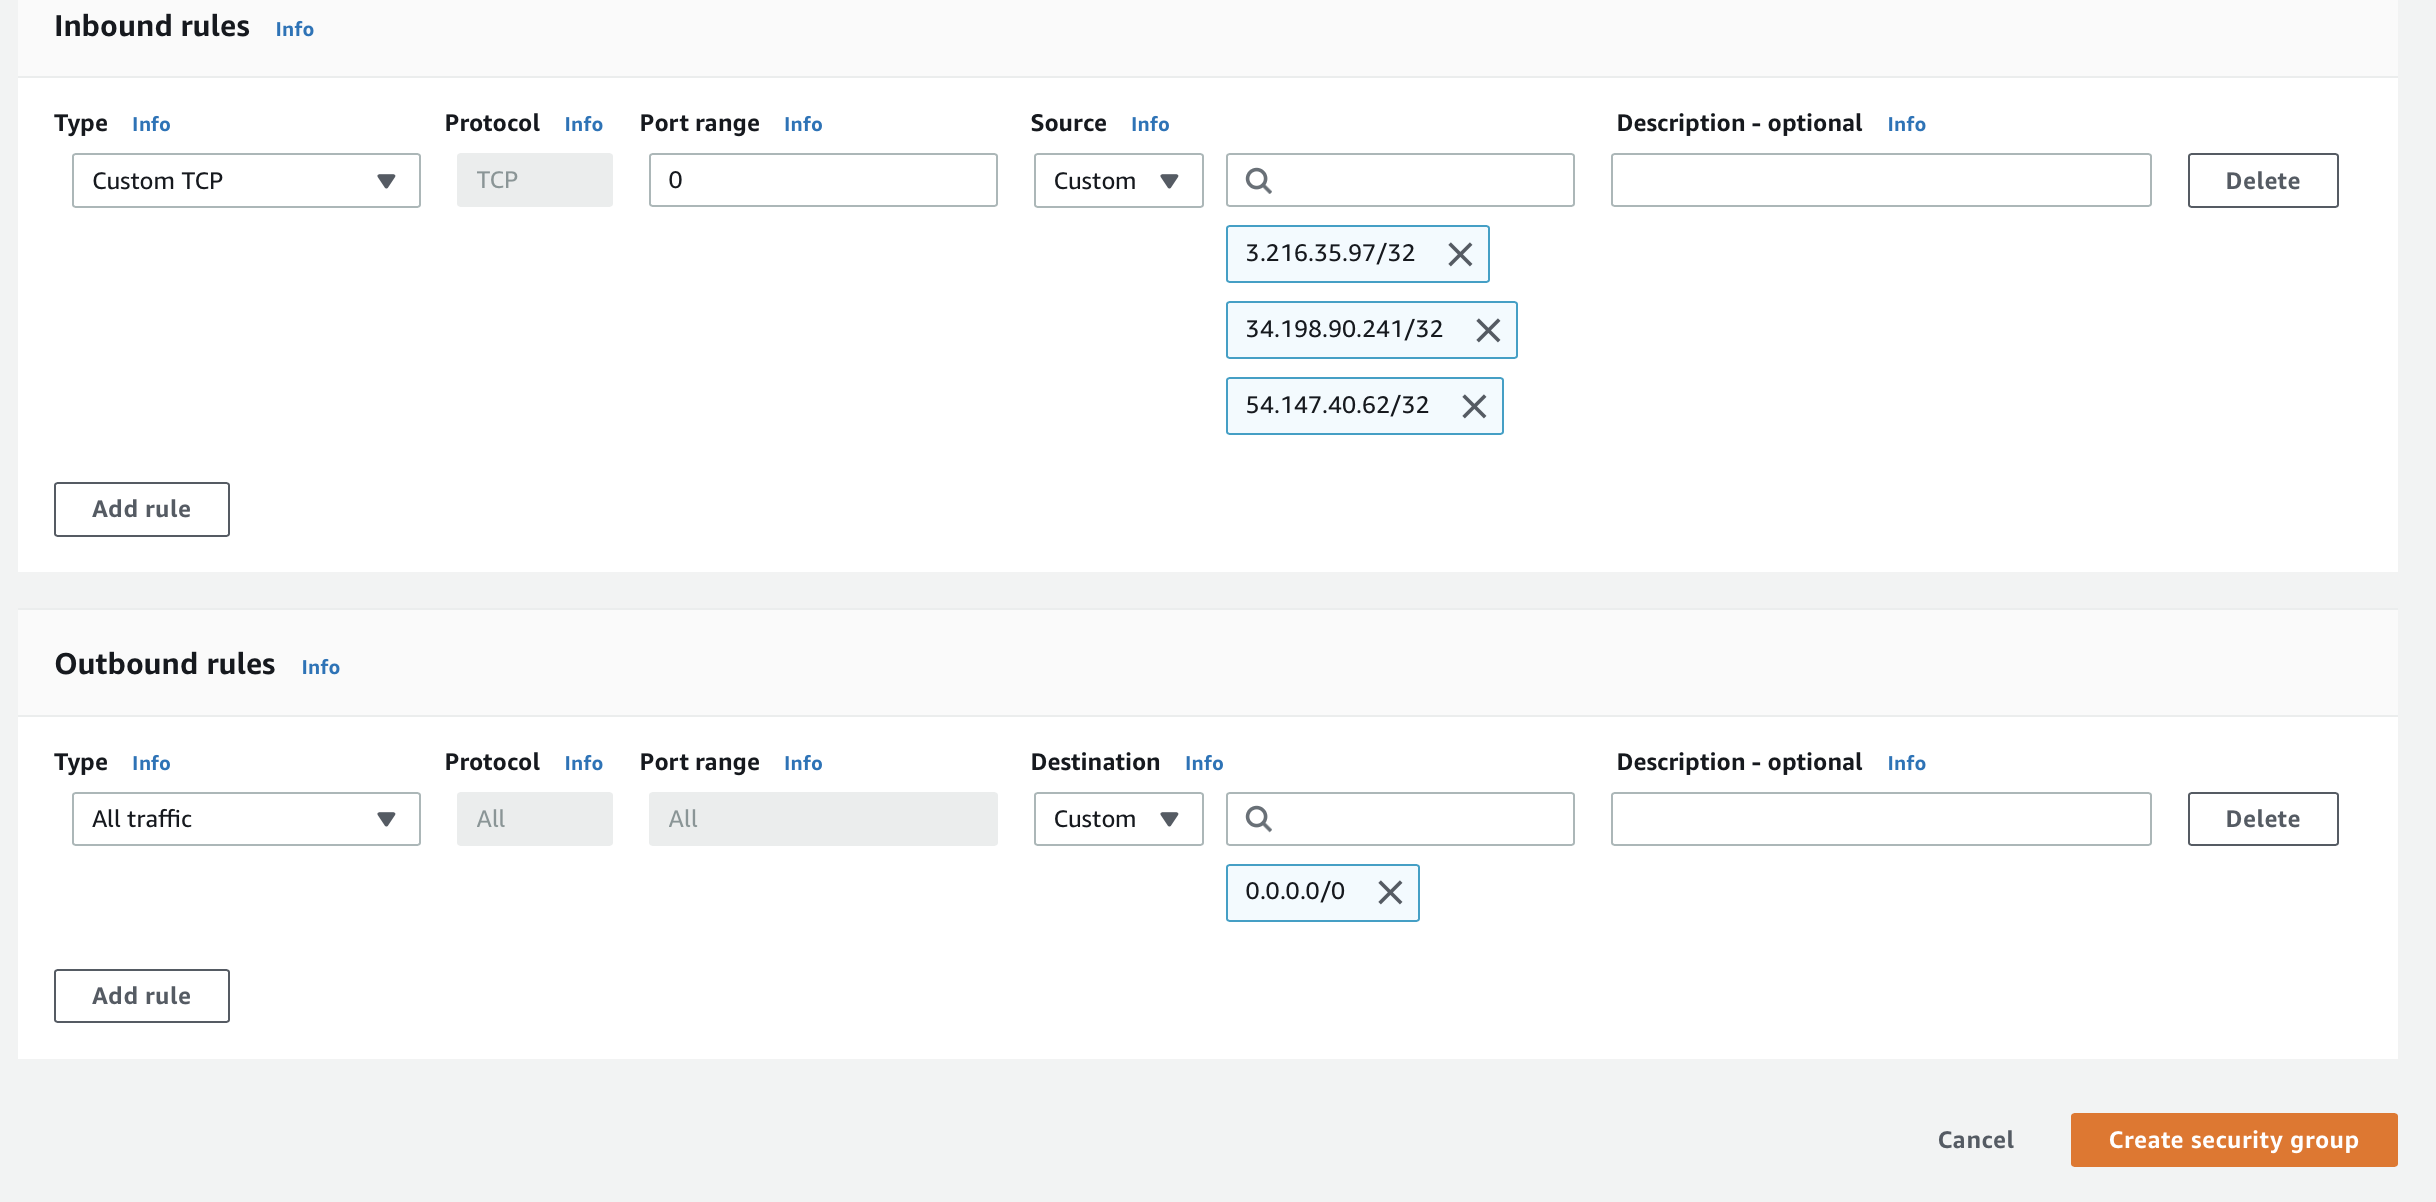 Inbound rules Info
Type Info Protocol Info Port range Info Source Info Description - optional Info
Custom TCP TCP 0 Custom Delete
3.216.35.97/32
34.198.90.241/32
54.147.40.62/32
Add rule
Outbound rules Info
Type Info Protocol Info Port range Info Destination Info Description - optional Info
All traffic All All Custom Delete
0.0.0.0/0
Add rule
Cancel Create security group